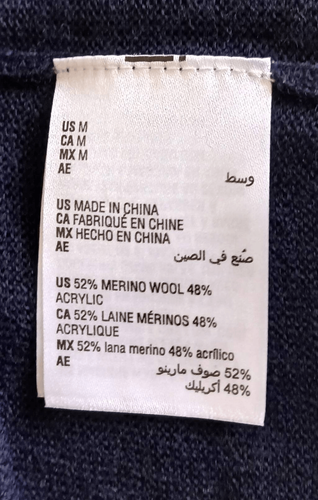 US M
CA M
MX M
AE وسط
US MADE IN CHINA
CA FABRIQUÉ EN CHINE
MX HECHO EN CHINA
AE صُنع في الصين
US 52% MERINO WOOL 48%
ACRYLIC
CA 52% LAINE MÉRINOS 48%
ACRYLIQUE
MX 52% lana merino 48% acrílico
AE 52% صوف مارينو
48% أكريليك